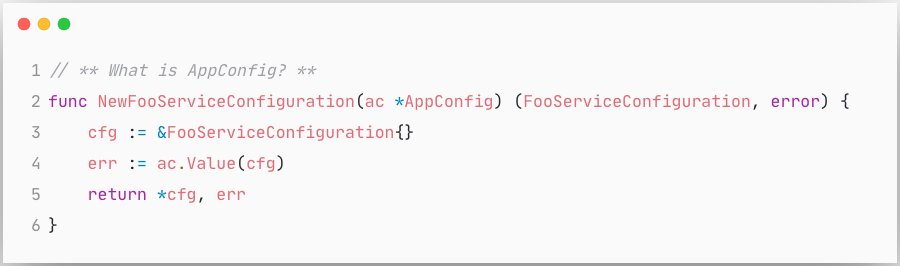 1 // ** What is AppConfig? **
2 func NewFooServiceConfiguration(ac *AppConfig) (FooServiceConfiguration, error) {
3     cfg := &FooServiceConfiguration{}
4     err := ac.Value(cfg)
5     return *cfg, err
6 }